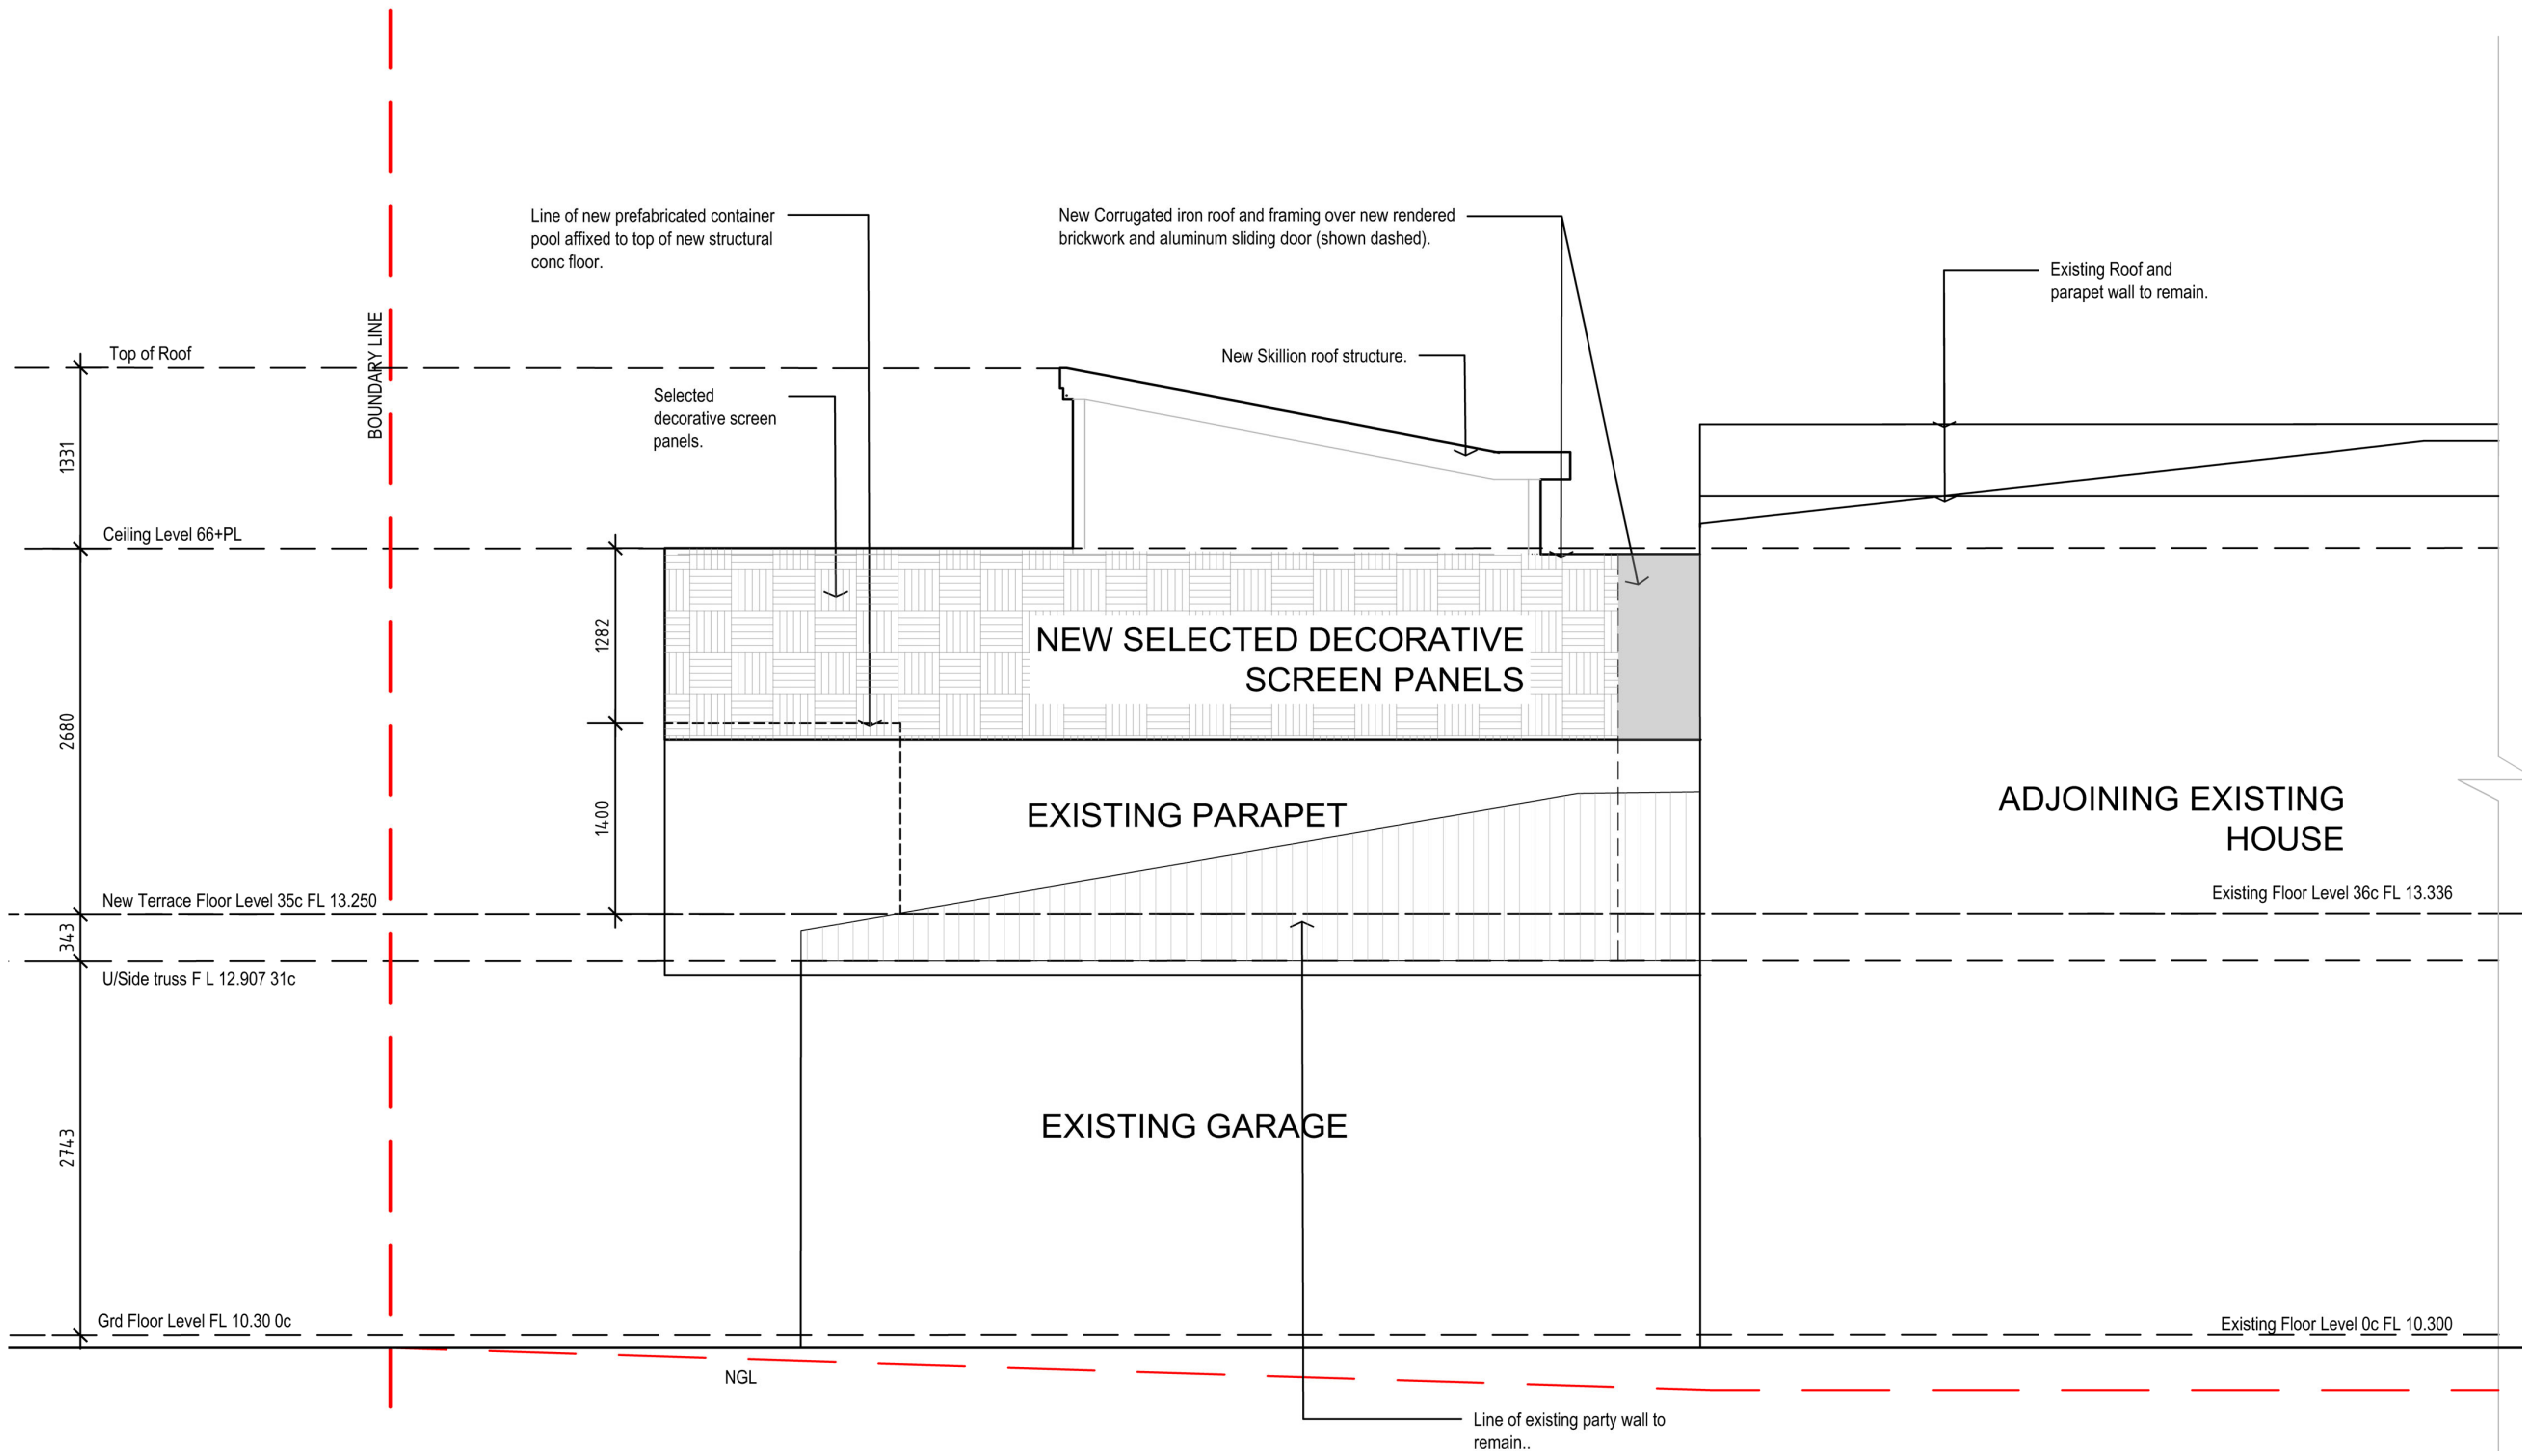 Line of new prefabricated container
pool affixed to top of new structural
conc floor.
New Corrugated iron roof and framing over new rendered
brickwork and aluminum sliding door (shown dashed).
Existing Roof and
parapet wall to remain.
BOUNDARY LINE
Top of Roof
New Skillion roof structure.
Selected
decorative screen
panels.
1331
Ceiling Level 66+PL
1282
NEW SELECTED DECORATIVE
SCREEN PANELS
2680
1400
EXISTING PARAPET
ADJOINING EXISTING
HOUSE
New Terrace Floor Level 35c FL 13.250
Existing Floor Level 36c FL 13.336
343
U/Side truss F L 12.907 31c
EXISTING GARAGE
2743
Grd Floor Level FL 10.30 0c
Existing Floor Level 0c FL 10.300
NGL
Line of existing party wall to
remain..